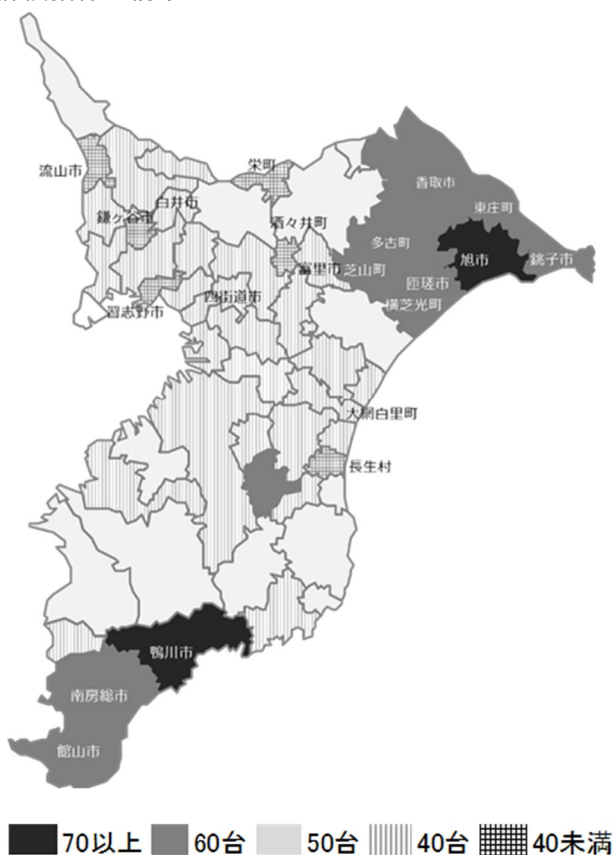 流山市
栄町
香取市
白井市
東庄町
鎌ヶ谷市
酒々井町
多古町
旭市
銚子市
富里市
芝山町
匝瑳市
四街道市
横芝光町
習志野市
大網白里町
長生村
鴨川市
南房総市
館山市
70以上 60台 50台 40台 40未満